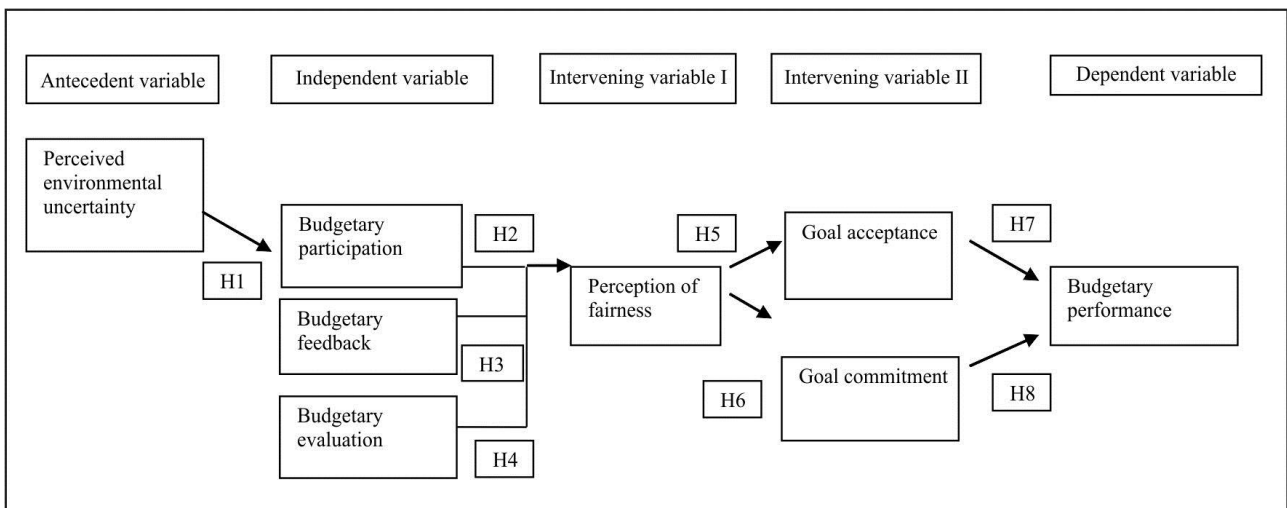 Antecedent variable
Independent variable
Intervening variable I
Intervening variable II
Dependent variable
Perceived
environmental
uncertainty
H1
Budgetary
participation
H2
Budgetary
feedback
H3
Budgetary
evaluation
H4
Perception of
fairness
H5
H6
Goal acceptance
Goal commitment
H7
H8
Budgetary
performance